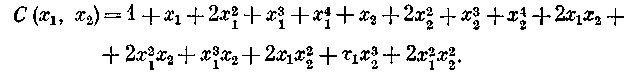 C (x₁, x₂) = 1 + x₁ + 2x₁² + x₁³ + x₁⁴ + x₂ + 2x₂² + x₂³ + x₂⁴ + 2x₁x₂ +
+ 2x₁²x₂ + x₁³x₂ + 2x₁x₂² + x₁x₂³ + 2x₁²x₂².